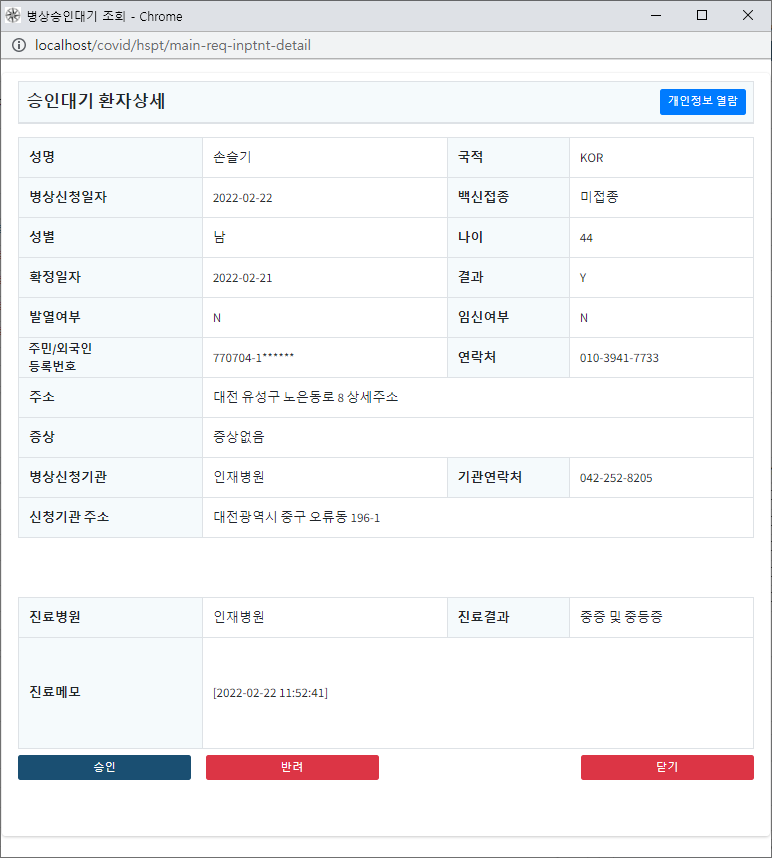 병상승인대기 조회 - Chrome
localhost/covid/hspt/main-req-inptnt-detail
승인대기 환자상세 개인정보 열람
성명 손슬기 국적 KOR
병상신청일자 2022-02-22 백신접종 미접종
성별 남 나이 44
확정일자 2022-02-21 결과 Y
발열여부 N 임신여부 N
주민/외국인
등록번호 770704-1****** 연락처 010-3941-7733
주소 대전 유성구 노은동로 8 상세주소
증상 증상없음
병상신청기관 인재병원 기관연락처 042-252-8205
신청기관 주소 대전광역시 중구 오류동 196-1
진료병원 인재병원 진료결과 중증 및 중등증
진료메모 [2022-02-22 11:52:41]
승인 반려 닫기